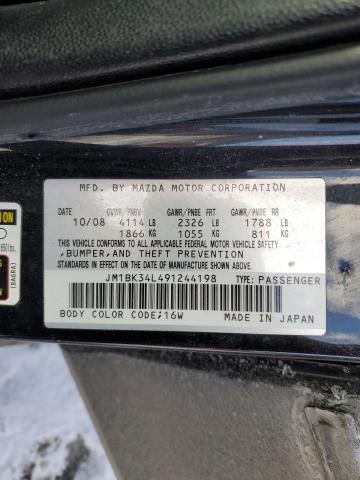 MFD. BY MAZDA MOTOR CORPORATION
GVWR/PNBV GAWR/PNBE FRT GAWR/PNBE RR
10/08 4114 LB 2326 LB 1788 LB
1866 KG 1055 KG 811 KG
THIS VEHICLE CONFORMS TO ALL APPLICABLE FEDERAL MOTOR VEHICLE SAFETY,
,BUMPER,AND THEFT PREVENTION
STANDARDS IN EFFECT ON THE DATE OF MANUFACTURE SHOWN ABOVE.
JM1BK34L491244198 TYPE: PASSENGER
BODY COLOR CODE;16W MADE IN JAPAN
850 lbs.
(BA6RA)